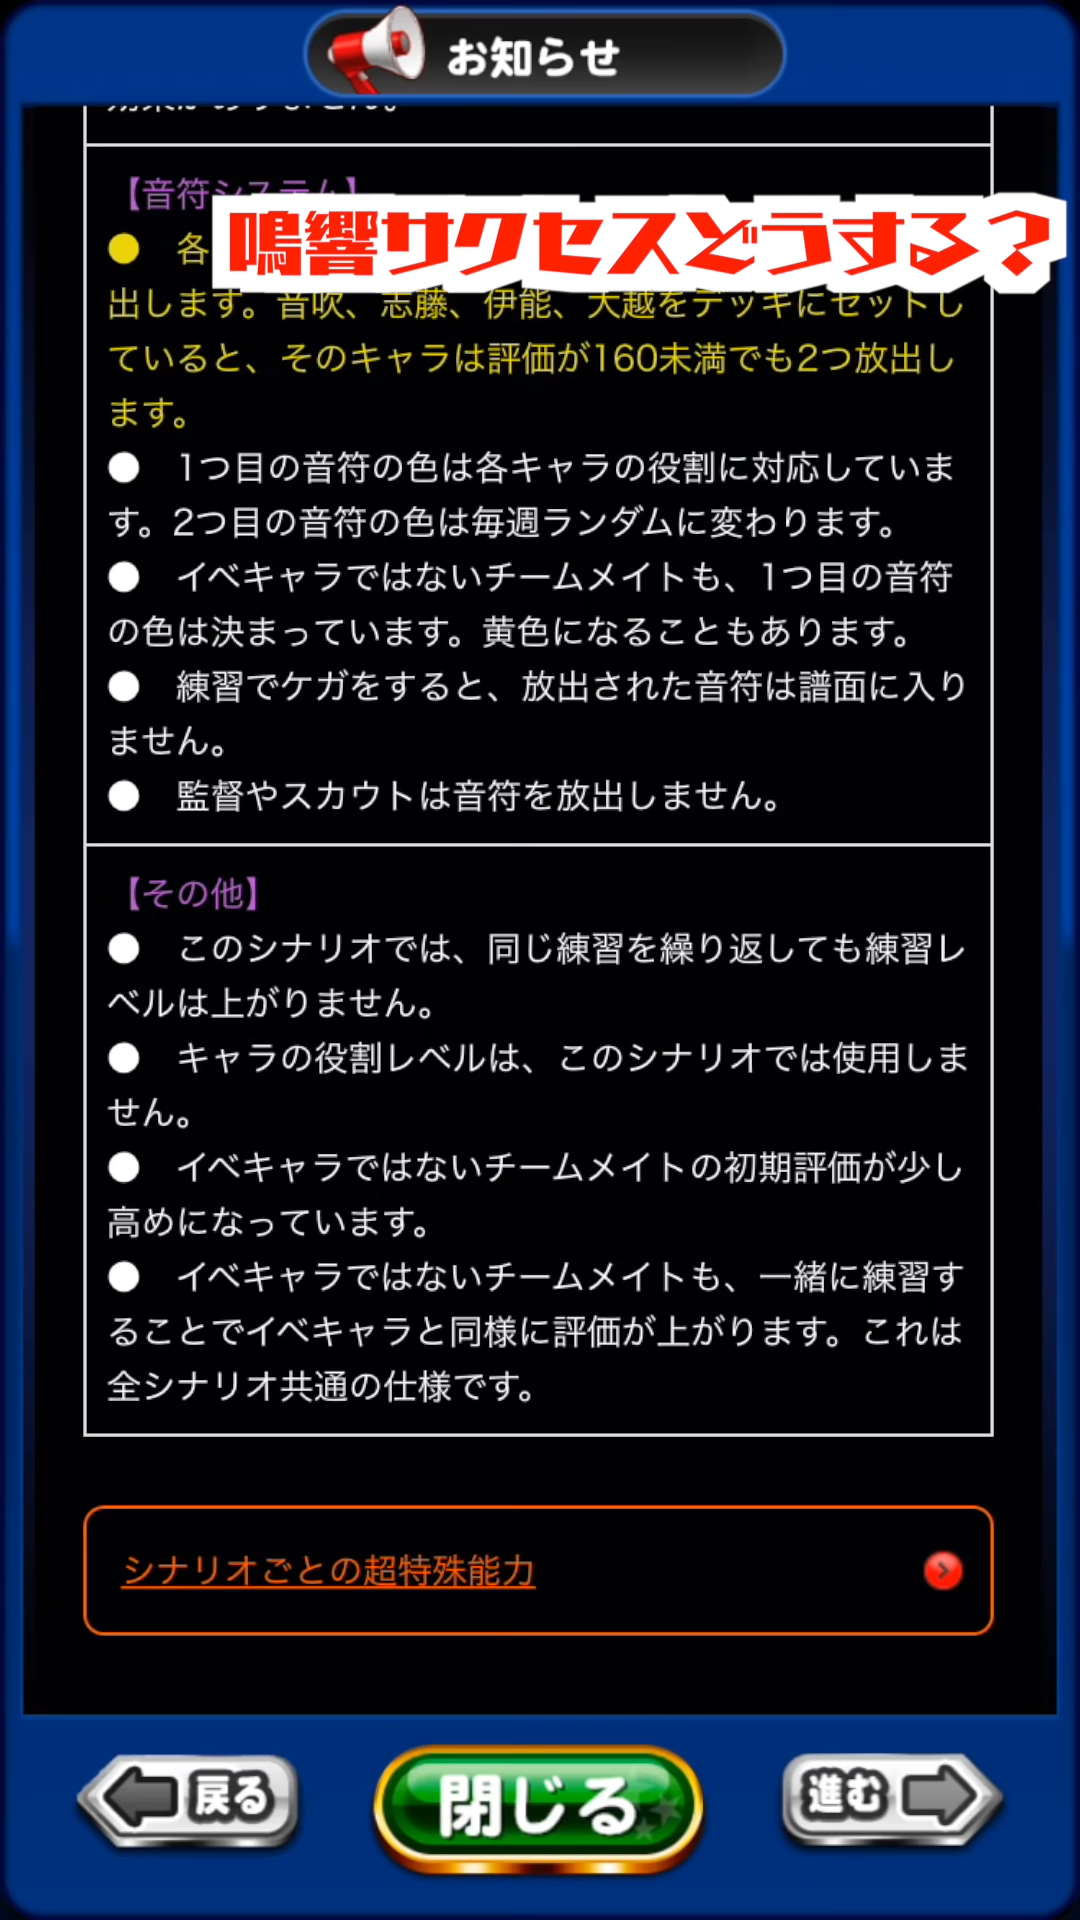 お知らせ
【音符システム】
鳴響サクセスどうする？
● 各
出します。音吹、志藤、伊能、大越をデッキにセットし
ていると、そのキャラは評価が160未満でも2つ放出し
ます。
● 1つ目の音符の色は各キャラの役割に対応していま
す。2つ目の音符の色は毎週ランダムに変わります。
● イベキャラではないチームメイトも、1つ目の音符
の色は決まっています。黄色になることもあります。
● 練習でケガをすると、放出された音符は譜面に入り
ません。
● 監督やスカウトは音符を放出しません。
【その他】
● このシナリオでは、同じ練習を繰り返しても練習レ
ベルは上がりません。
● キャラの役割レベルは、このシナリオでは使用しま
せん。
● イベキャラではないチームメイトの初期評価が少し
高めになっています。
● イベキャラではないチームメイトも、一緒に練習す
ることでイベキャラと同様に評価が上がります。これは
全シナリオ共通の仕様です。
シナリオごとの超特殊能力
戻る
閉じる
進む